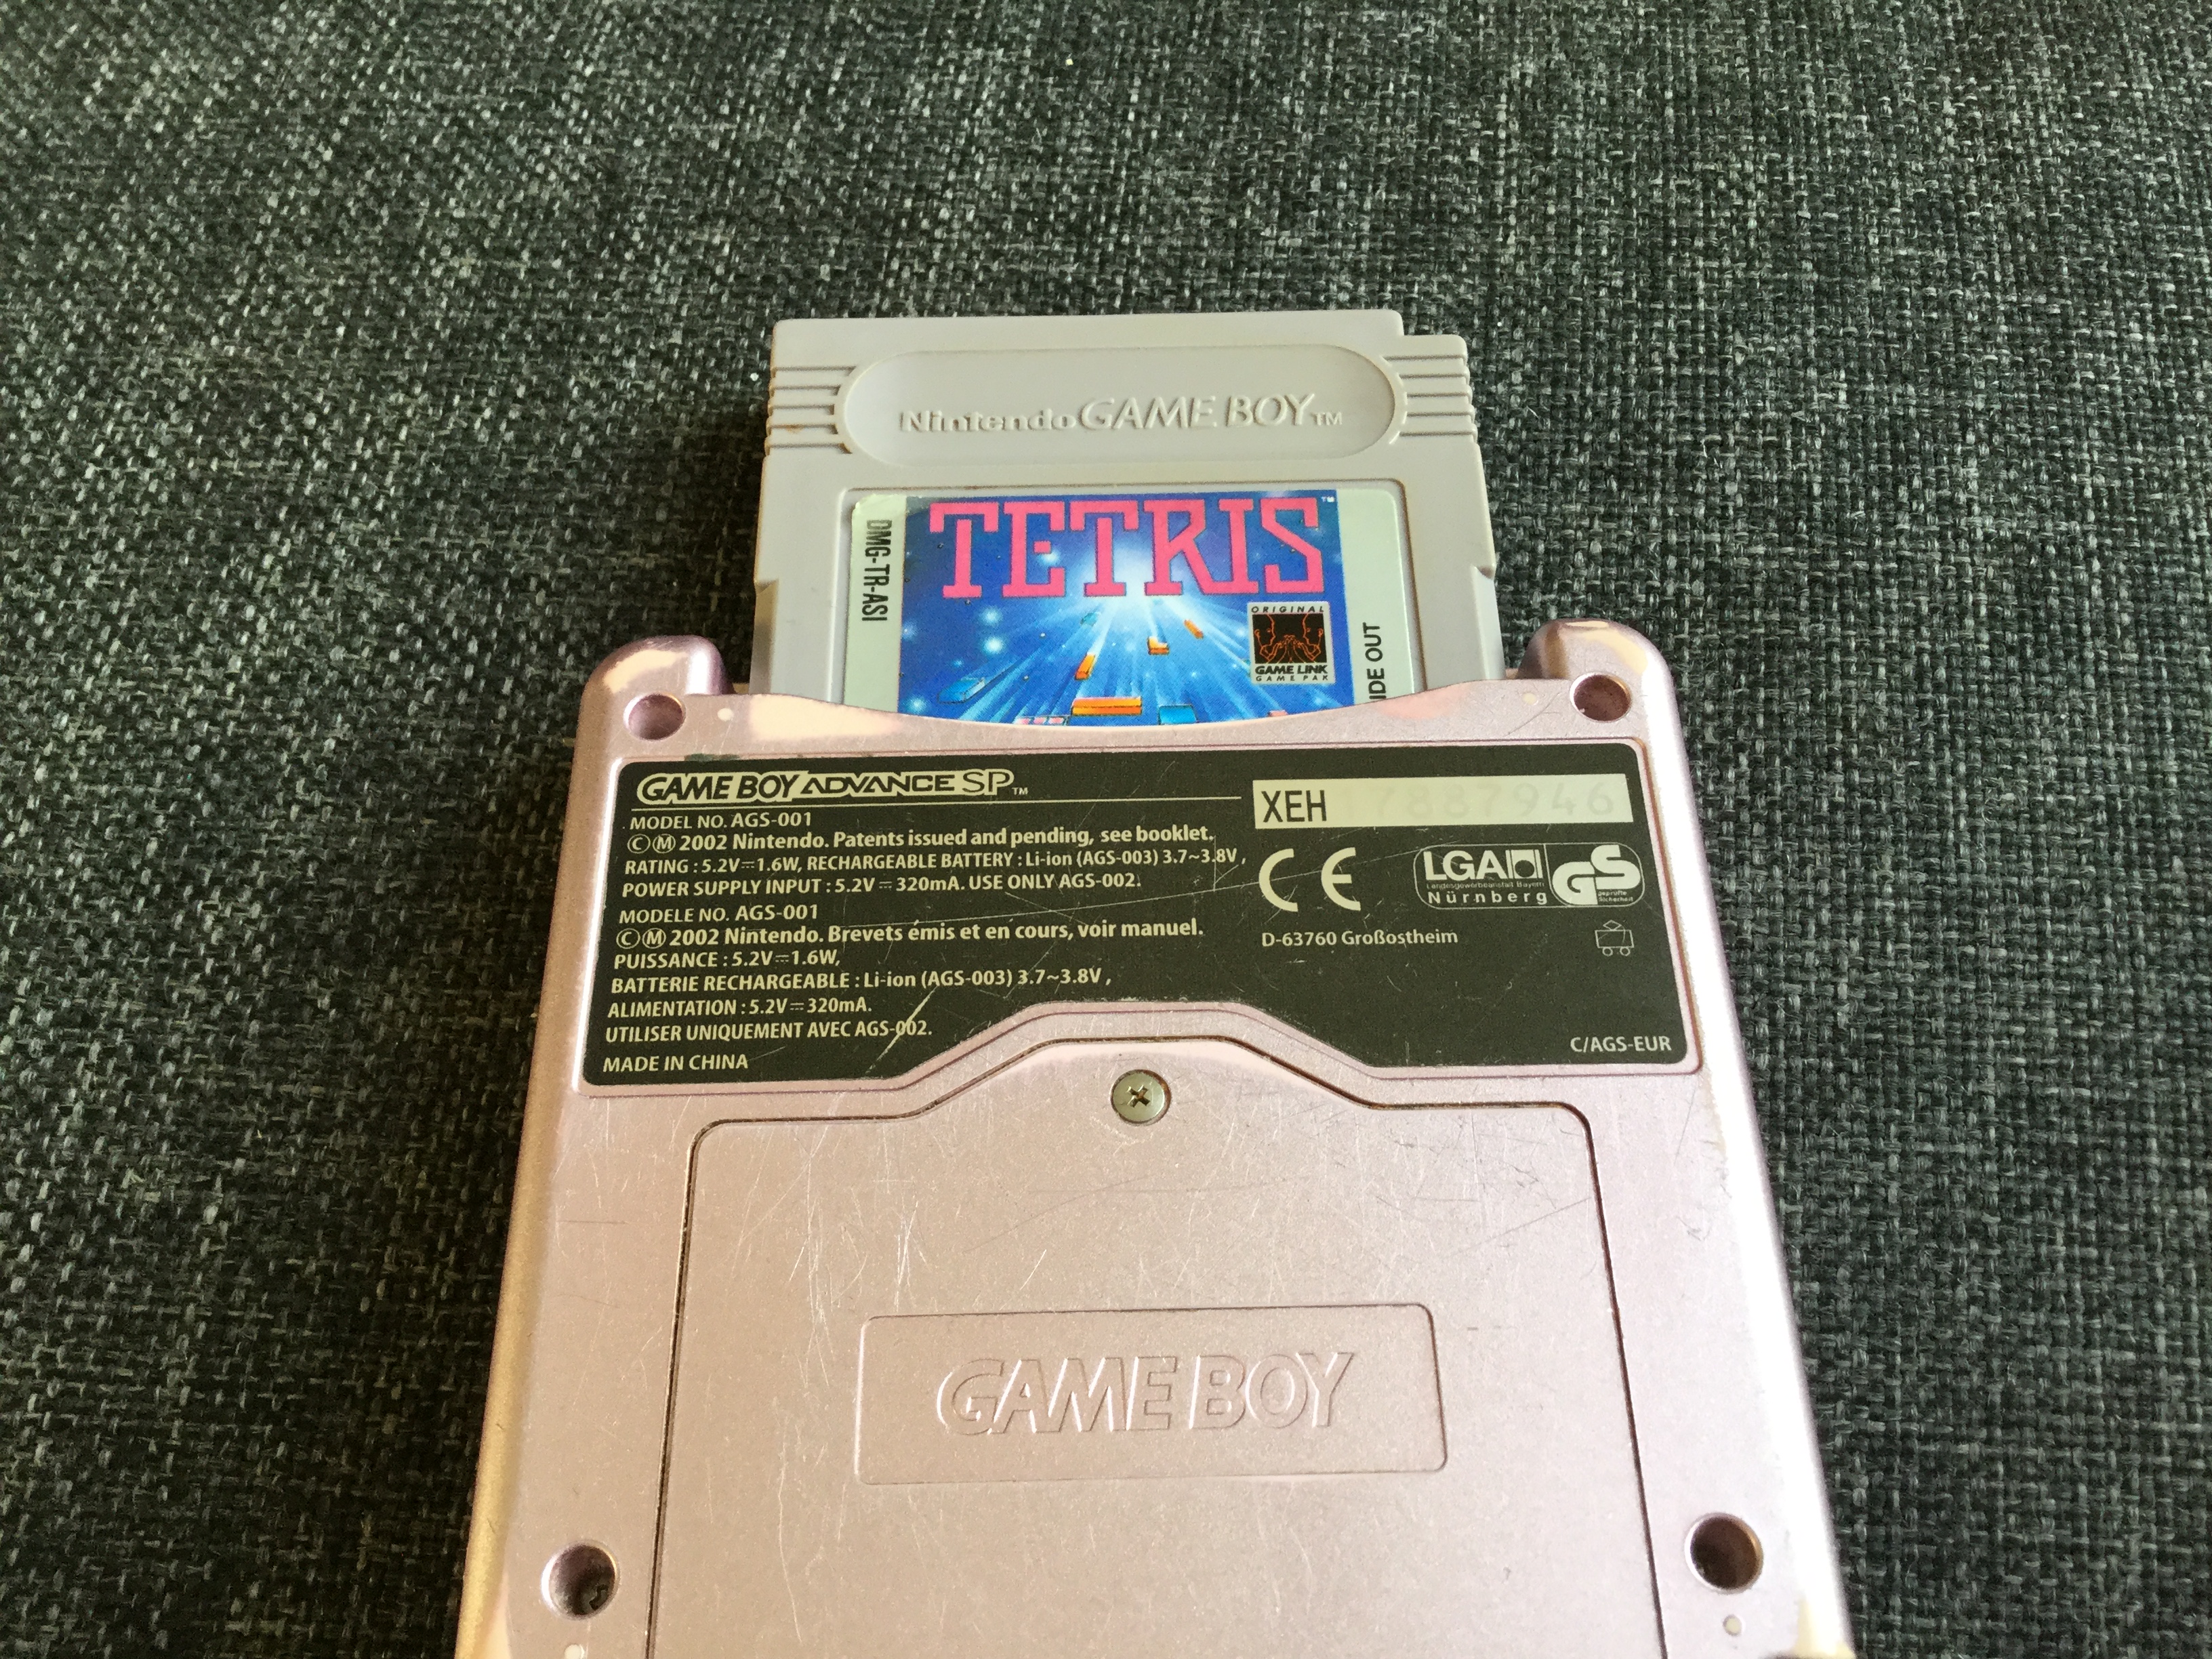 Nintendo GAME BOY TM
TETRIS TM
DMG-TR-ASI
ORIGINAL
GAME LINK
GAME PAK
IDE OUT
GAME BOY ADVANCE SP TM
MODEL NO. AGS-001
©Ⓜ 2002 Nintendo. Patents issued and pending, see booklet.
RATING : 5.2V⎓1.6W, RECHARGEABLE BATTERY : Li-ion (AGS-003) 3.7~3.8V ,
POWER SUPPLY INPUT : 5.2V⎓320mA. USE ONLY AGS-002.
MODELE NO. AGS-001
©Ⓜ 2002 Nintendo. Brevets émis et en cours, voir manuel.
PUISSANCE : 5.2V⎓1.6W,
BATTERIE RECHARGEABLE : Li-ion (AGS-003) 3.7~3.8V ,
ALIMENTATION : 5.2V⎓320mA.
UTILISER UNIQUEMENT AVEC AGS-002.
MADE IN CHINA
XEH 17887946
CE
LGA
Landesgewerbeanstalt Bayern
Nürnberg
GS
geprüfte
Sicherheit
D-63760 Großostheim
C/AGS-EUR
GAME BOY